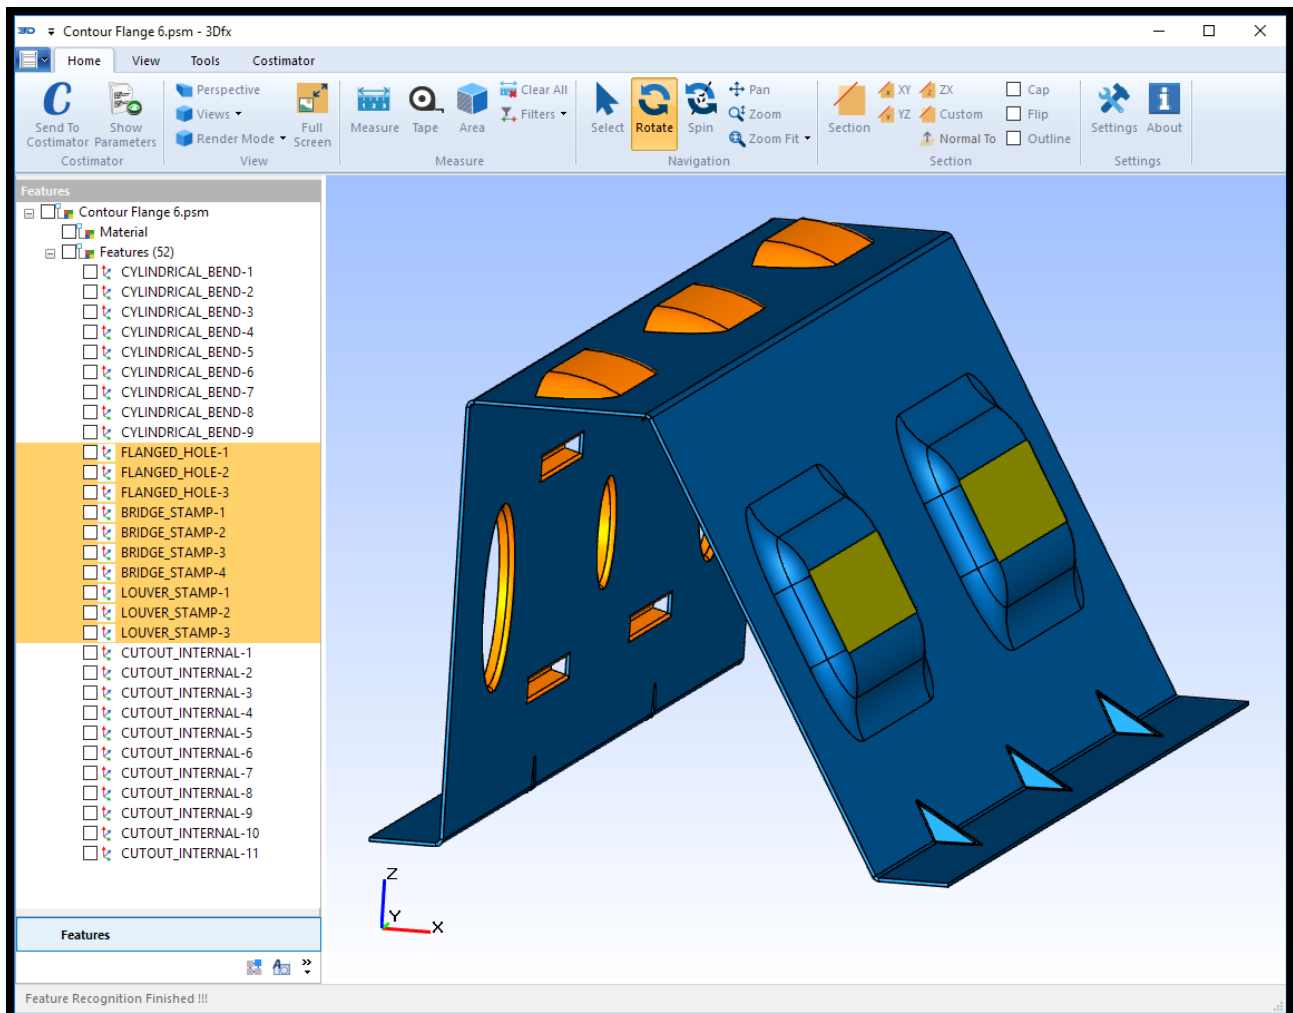 3D Contour Flange 6.psm - 3Dfx
Home View Tools Costimator
C Send To Costimator
Show Parameters
Costimator
Perspective
Views
Render Mode
Full Screen
View
Measure Tape Area
Clear All
Filters
Measure
Select Rotate Spin
Pan
Zoom
Zoom Fit
Navigation
Section
XY ZX
YZ Custom
Normal To
Cap
Flip
Outline
Section
Settings About
Settings
Features
Contour Flange 6.psm
Material
Features (52)
CYLINDRICAL_BEND-1
CYLINDRICAL_BEND-2
CYLINDRICAL_BEND-3
CYLINDRICAL_BEND-4
CYLINDRICAL_BEND-5
CYLINDRICAL_BEND-6
CYLINDRICAL_BEND-7
CYLINDRICAL_BEND-8
CYLINDRICAL_BEND-9
FLANGED_HOLE-1
FLANGED_HOLE-2
FLANGED_HOLE-3
BRIDGE_STAMP-1
BRIDGE_STAMP-2
BRIDGE_STAMP-3
BRIDGE_STAMP-4
LOUVER_STAMP-1
LOUVER_STAMP-2
LOUVER_STAMP-3
CUTOUT_INTERNAL-1
CUTOUT_INTERNAL-2
CUTOUT_INTERNAL-3
CUTOUT_INTERNAL-4
CUTOUT_INTERNAL-5
CUTOUT_INTERNAL-6
CUTOUT_INTERNAL-7
CUTOUT_INTERNAL-8
CUTOUT_INTERNAL-9
CUTOUT_INTERNAL-10
CUTOUT_INTERNAL-11
Z
Y
X
Features
Feature Recognition Finished !!!